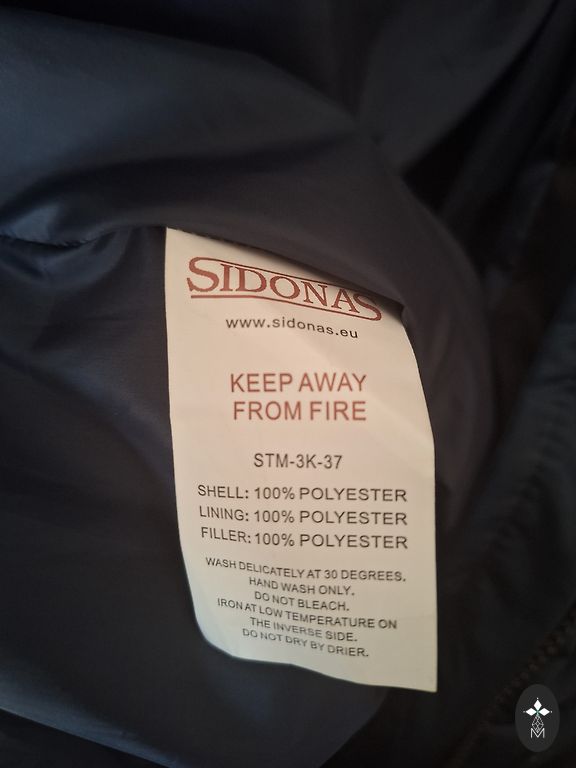 SIDONAS
www.sidonas.eu
KEEP AWAY
FROM FIRE
STM-3K-37
SHELL: 100% POLYESTER
LINING: 100% POLYESTER
FILLER: 100% POLYESTER
WASH DELICATELY AT 30 DEGREES.
HAND WASH ONLY.
DO NOT BLEACH.
IRON AT LOW TEMPERATURE ON
THE INVERSE SIDE.
DO NOT DRY BY DRIER.
M